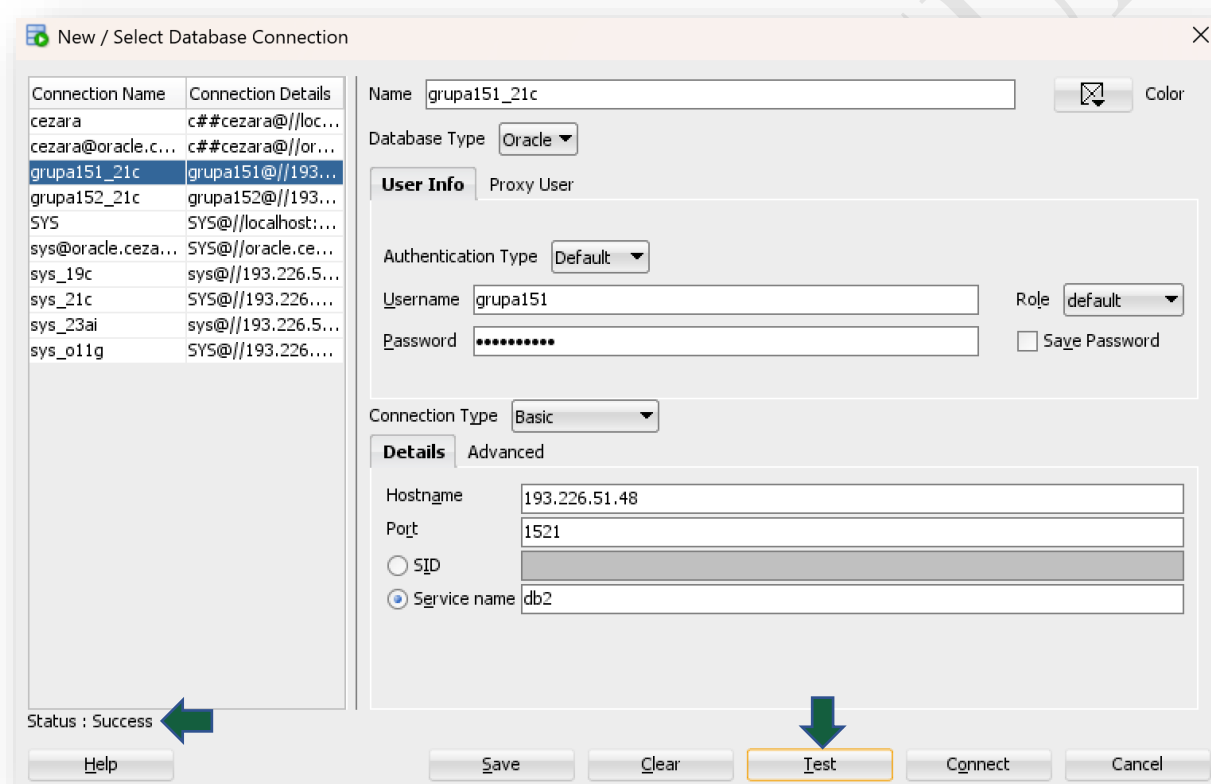 New / Select Database Connection
Connection Name Connection Details
cezara c##cezara@//loc...
cezara@oracle.c... c##cezara@//or...
grupa151_21c grupa151@//193...
grupa152_21c grupa152@//193...
SYS SYS@//localhost:...
sys@oracle.ceza... SYS@//oracle.ce...
sys_19c sys@//193.226.5...
sys_21c SYS@//193.226....
sys_23ai sys@//193.226.5...
sys_o11g SYS@//193.226....
Status : Success
Name grupa151_21c Color
Database Type Oracle
User Info Proxy User
Authentication Type Default
Username grupa151 Role default
Password •••••••••• Save Password
Connection Type Basic
Details Advanced
Hostname 193.226.51.48
Port 1521
SID
Service name db2
Help Save Clear Test Connect Cancel